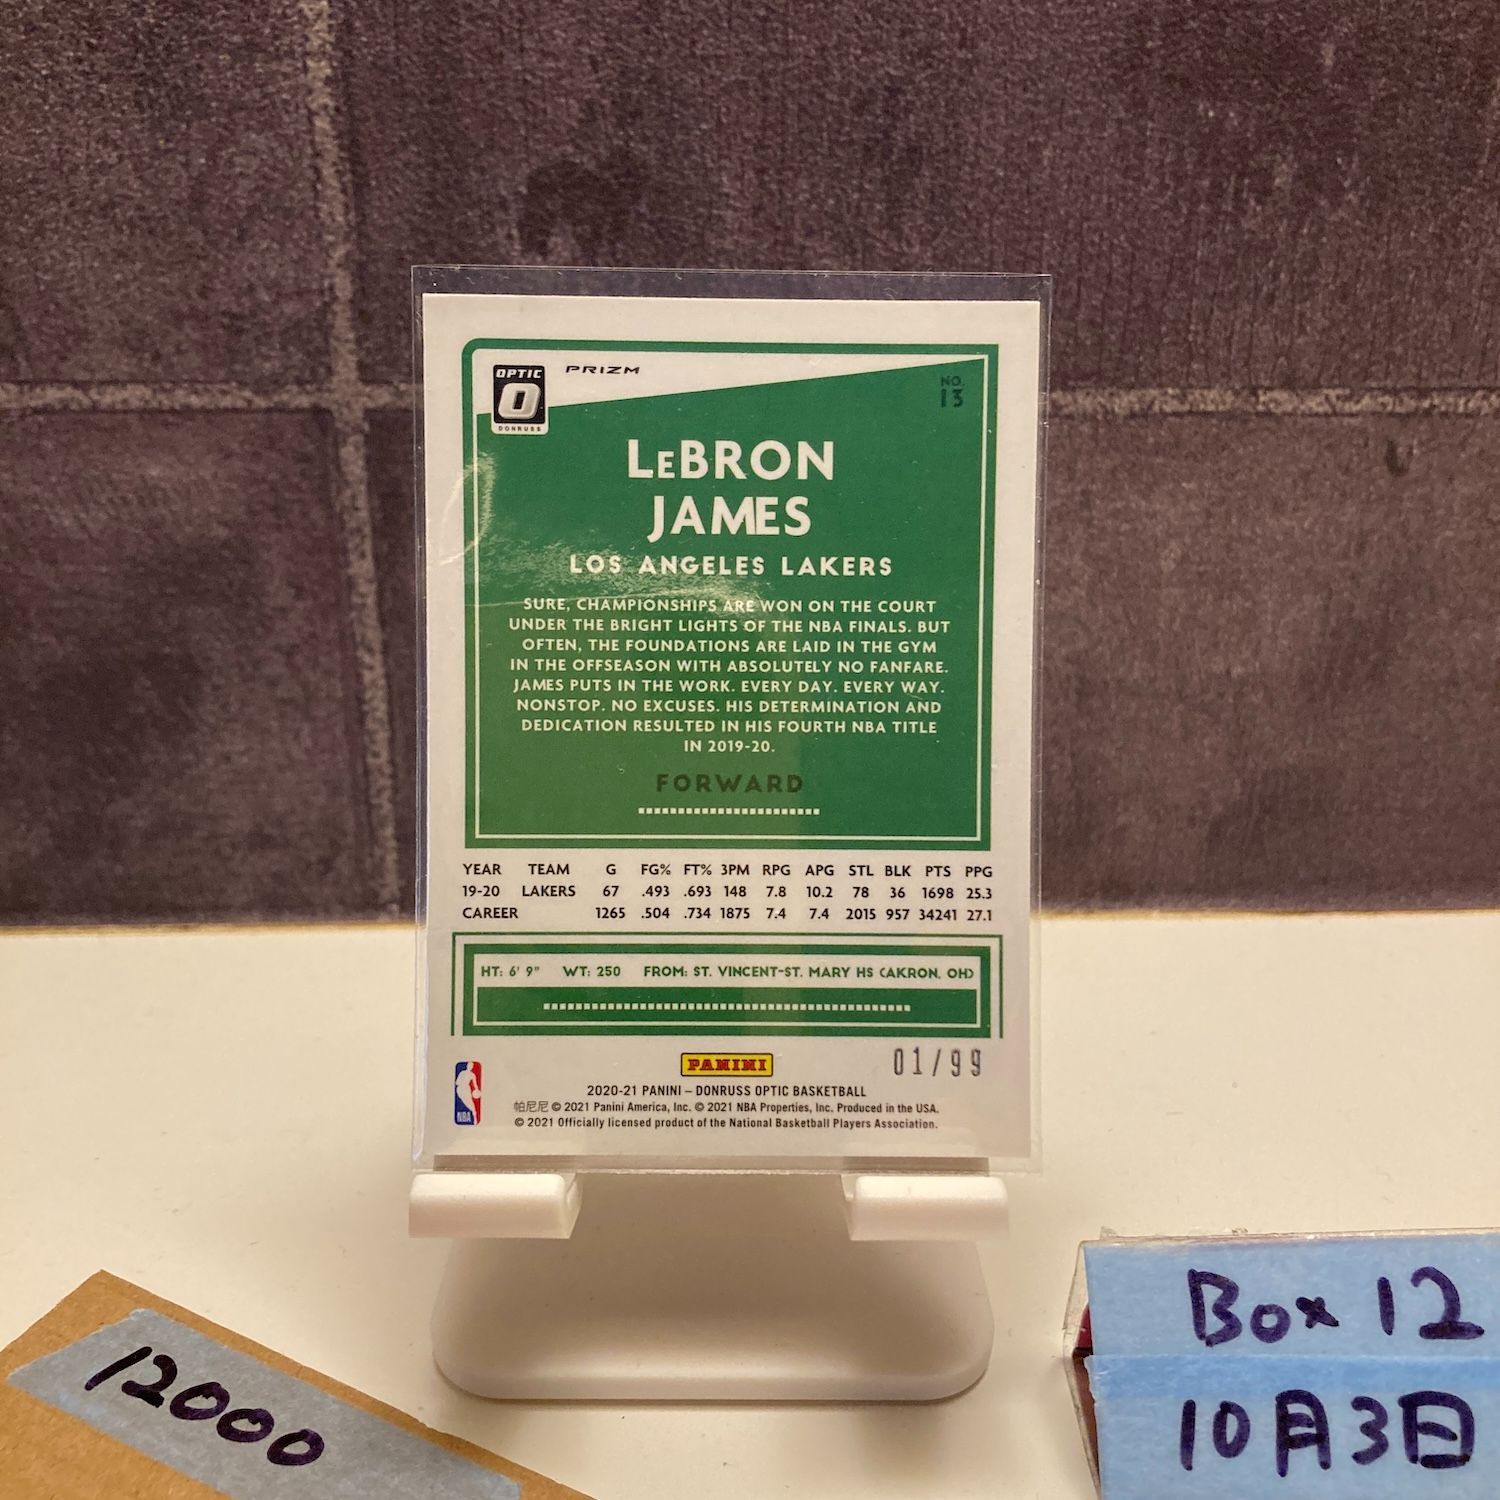 OPTIC
O
DONRUSS
PRIZM
NO.
13
LeBRON
JAMES
LOS ANGELES LAKERS
SURE, CHAMPIONSHIPS ARE WON ON THE COURT
UNDER THE BRIGHT LIGHTS OF THE NBA FINALS. BUT
OFTEN, THE FOUNDATIONS ARE LAID IN THE GYM
IN THE OFFSEASON WITH ABSOLUTELY NO FANFARE.
JAMES PUTS IN THE WORK. EVERY DAY. EVERY WAY.
NONSTOP. NO EXCUSES. HIS DETERMINATION AND
DEDICATION RESULTED IN HIS FOURTH NBA TITLE
IN 2019-20.
FORWARD
YEAR TEAM G FG% FT% 3PM RPG APG STL BLK PTS PPG
19-20 LAKERS 67 .493 .693 148 7.8 10.2 78 36 1698 25.3
CAREER 1265 .504 .734 1875 7.4 7.4 2015 957 34241 27.1
HT: 6' 9" WT: 250 FROM: ST. VINCENT-ST. MARY HS (AKRON, OH)
PANINI
01/99
NBA
2020-21 PANINI – DONRUSS OPTIC BASKETBALL
帕尼尼 © 2021 Panini America, Inc. © 2021 NBA Properties, Inc. Produced in the USA.
© 2021 Officially licensed product of the National Basketball Players Association.
12000
Box 12
10月3日